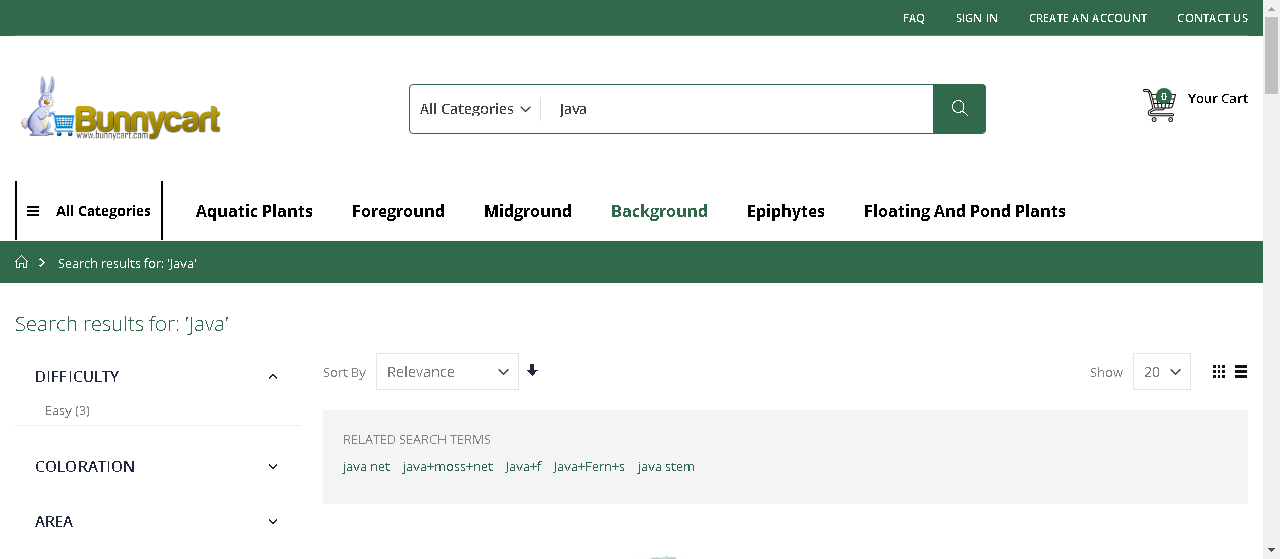 FAQ SIGN IN CREATE AN ACCOUNT CONTACT US
Bunnycart
www.bunnycart.com
All Categories Java
0 Your Cart
All Categories Aquatic Plants Foreground Midground Background Epiphytes Floating And Pond Plants
Search results for: 'Java'
Search results for: 'Java'
DIFFICULTY
Easy (3)
COLORATION
AREA
Sort By Relevance Show 20
RELATED SEARCH TERMS
java net java+moss+net Java+f Java+Fern+s java stem